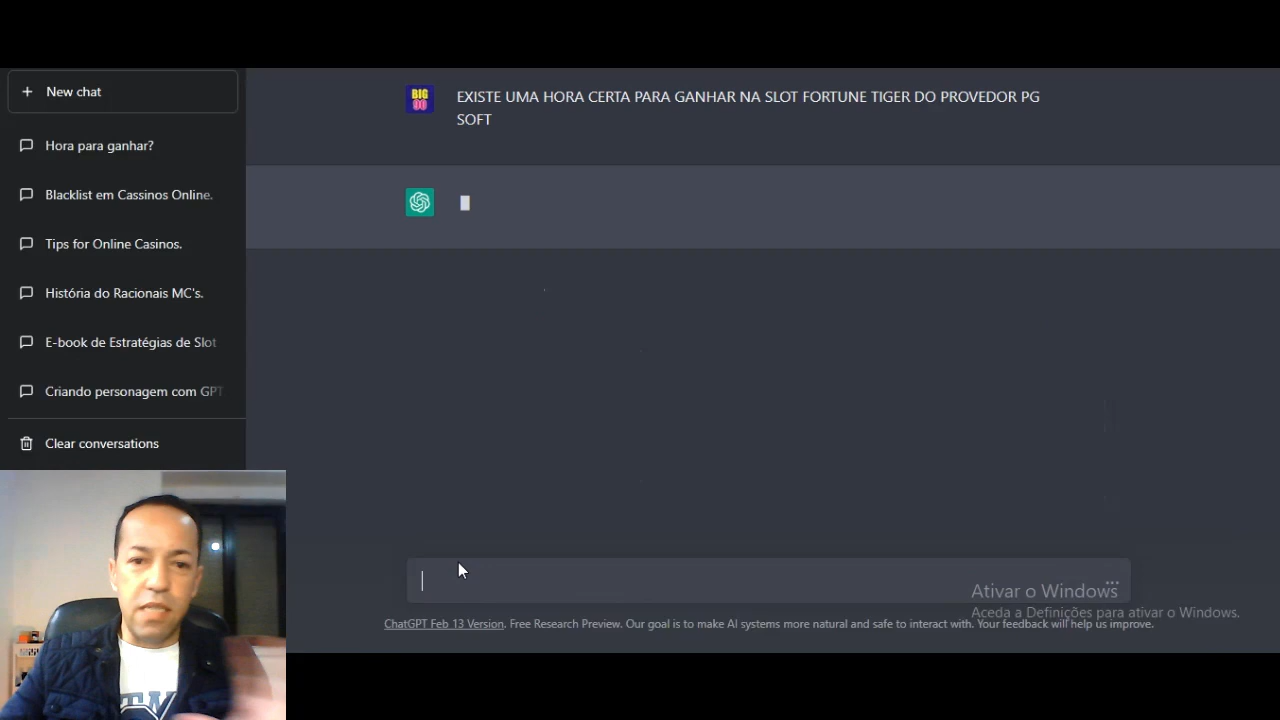 New chat
Hora para ganhar?
Blacklist em Cassinos Online.
Tips for Online Casinos.
História do Racionais MC's.
E-book de Estratégias de Slot
Criando personagem com GPT
Clear conversations
BIG
EXISTE UMA HORA CERTA PARA GANHAR NA SLOT FORTUNE TIGER DO PROVEDOR PG
SOFT
Ativar o Windows
Aceda a Definições para ativar o Windows.
ChatGPT Feb 13 Version. Free Research Preview. Our goal is to make AI systems more natural and safe to interact with. Your feedback will help us improve.